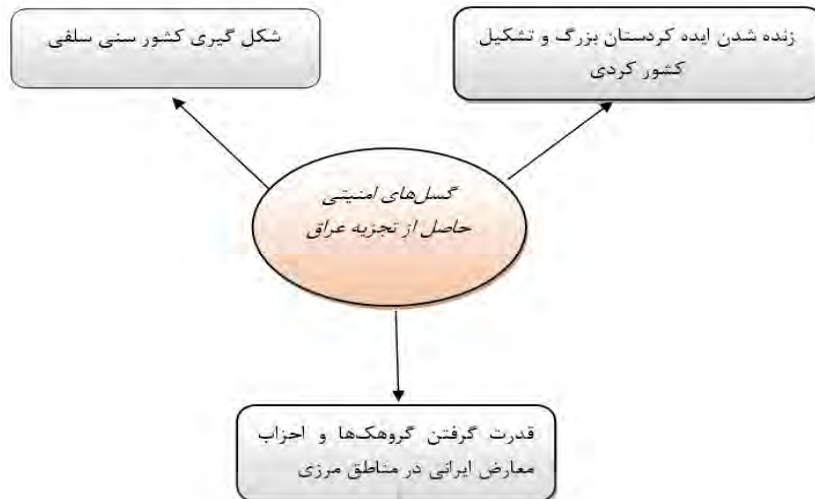 زنده شدن ایده کردستان بزرگ و تشکیل
کشور کردی
شکل گیری کشور سنی سلفی
گسل‌های امنیتی
حاصل از تجزیه عراق
قدرت گرفتن گروهک‌ها و احزاب
معارض ایرانی در مناطق مرزی